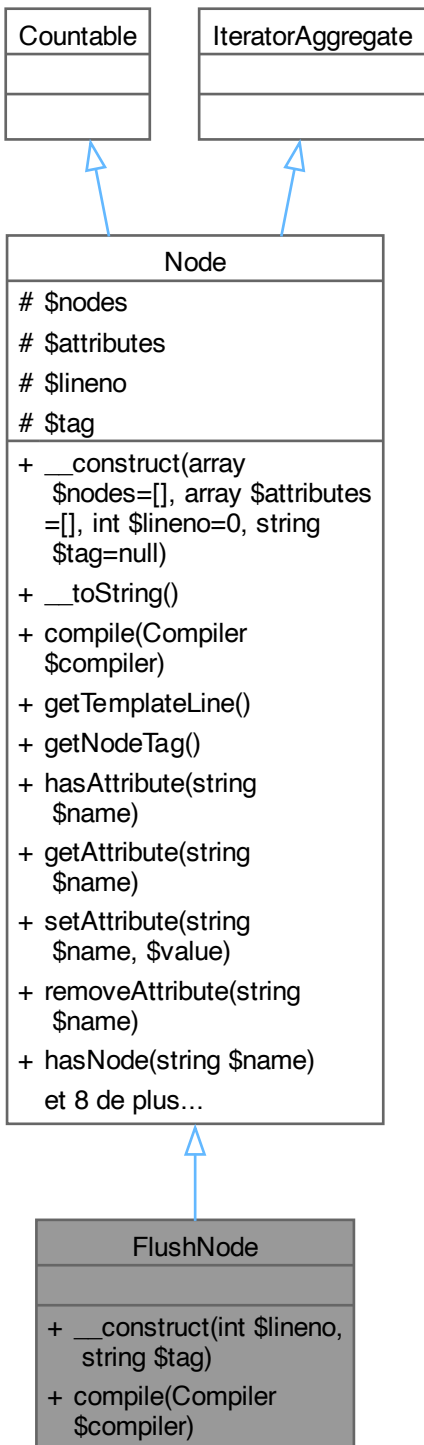 Countable
IteratorAggregate
Node
# $nodes
# $attributes
# $lineno
# $tag
+ __construct(array
$nodes=[], array $attributes
=[], int $lineno=0, string
$tag=null)
+ __toString()
+ compile(Compiler
$compiler)
+ getTemplateLine()
+ getNodeTag()
+ hasAttribute(string
$name)
+ getAttribute(string
$name)
+ setAttribute(string
$name, $value)
+ removeAttribute(string
$name)
+ hasNode(string $name)
et 8 de plus...
FlushNode
+ __construct(int $lineno,
string $tag)
+ compile(Compiler
$compiler)